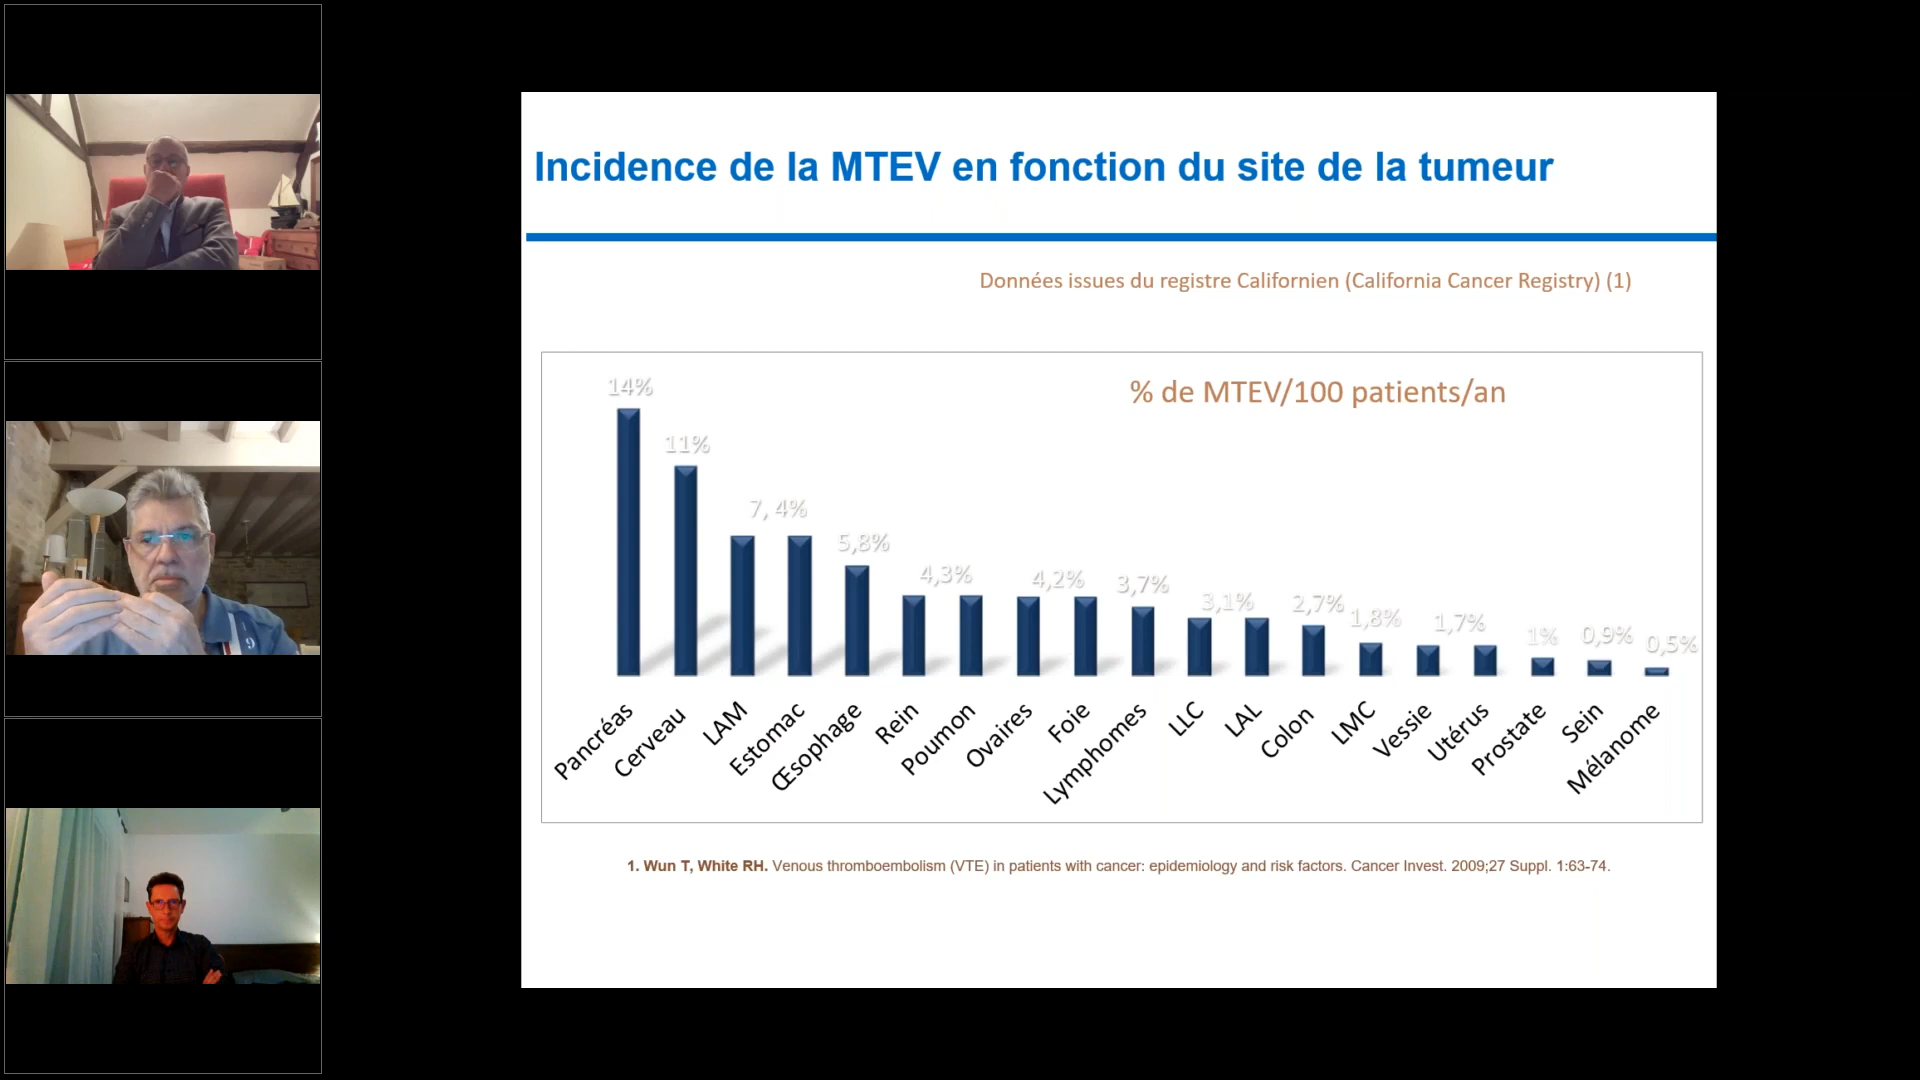 Incidence de la MTEV en fonction du site de la tumeur
Données issues du registre Californien (California Cancer Registry) (1)
% de MTEV/100 patients/an
14%
11%
7, 4%
5,8%
4,3%
4,2%
3,7%
3,1%
2,7%
1,8%
1,7%
1%
0,9%
0,5%
Pancréas
Cerveau
LAM
Estomac
Œsophage
Rein
Poumon
Ovaires
Foie
Lymphomes
LLC
LAL
Colon
LMC
Vessie
Utérus
Prostate
Sein
Mélanome
1. Wun T, White RH. Venous thromboembolism (VTE) in patients with cancer: epidemiology and risk factors. Cancer Invest. 2009;27 Suppl. 1:63-74.
9